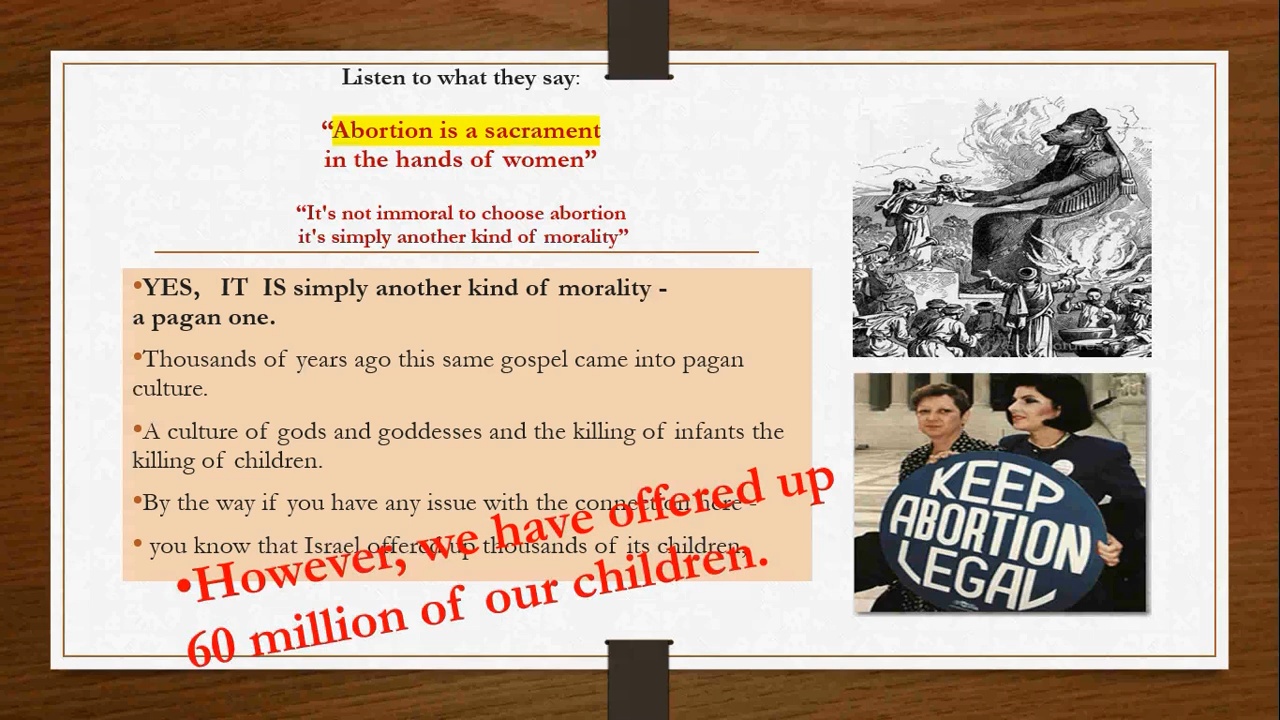 Listen to what they say:
“Abortion is a sacrament
in the hands of women”
“It's not immoral to choose abortion
it's simply another kind of morality”
•YES, IT IS simply another kind of morality -
a pagan one.
•Thousands of years ago this same gospel came into pagan
culture.
•A culture of gods and goddesses and the killing of infants the
killing of children.
•By the way if you have any issue with the connection here -
• you know that Israel offered up thousands of its children,
•However, we have offered up
60 million of our children.
KEEP
ABORTION
LEGAL